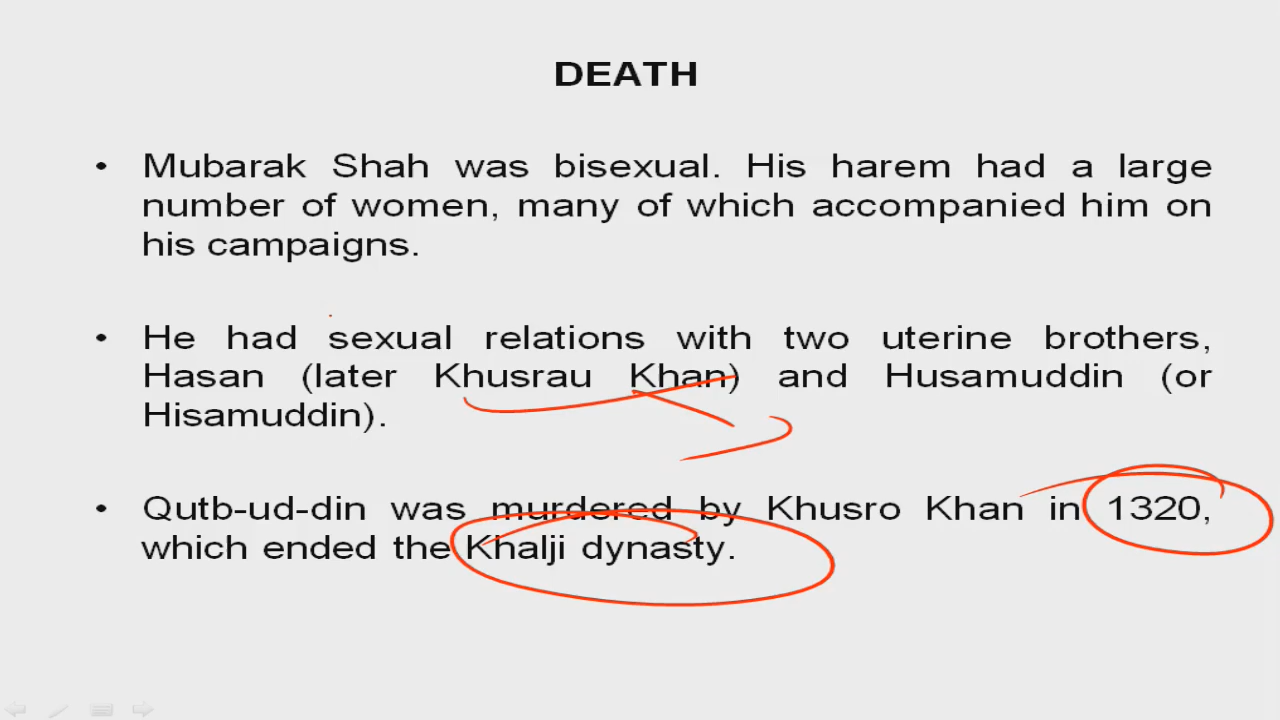 DEATH
• Mubarak Shah was bisexual. His harem had a large
number of women, many of which accompanied him on
his campaigns.
• He had sexual relations with two uterine brothers,
Hasan (later Khusrau Khan) and Husamuddin (or
Hisamuddin).
• Qutb-ud-din was murdered by Khusro Khan in 1320,
which ended the Khalji dynasty.